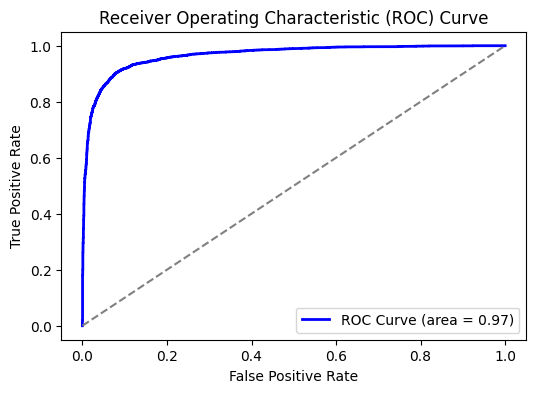 Receiver Operating Characteristic (ROC) Curve
1.0
0.8
0.6
0.4
0.2
0.0
True Positive Rate
ROC Curve (area = 0.97)
0.0 0.2 0.4 0.6 0.8 1.0
False Positive Rate